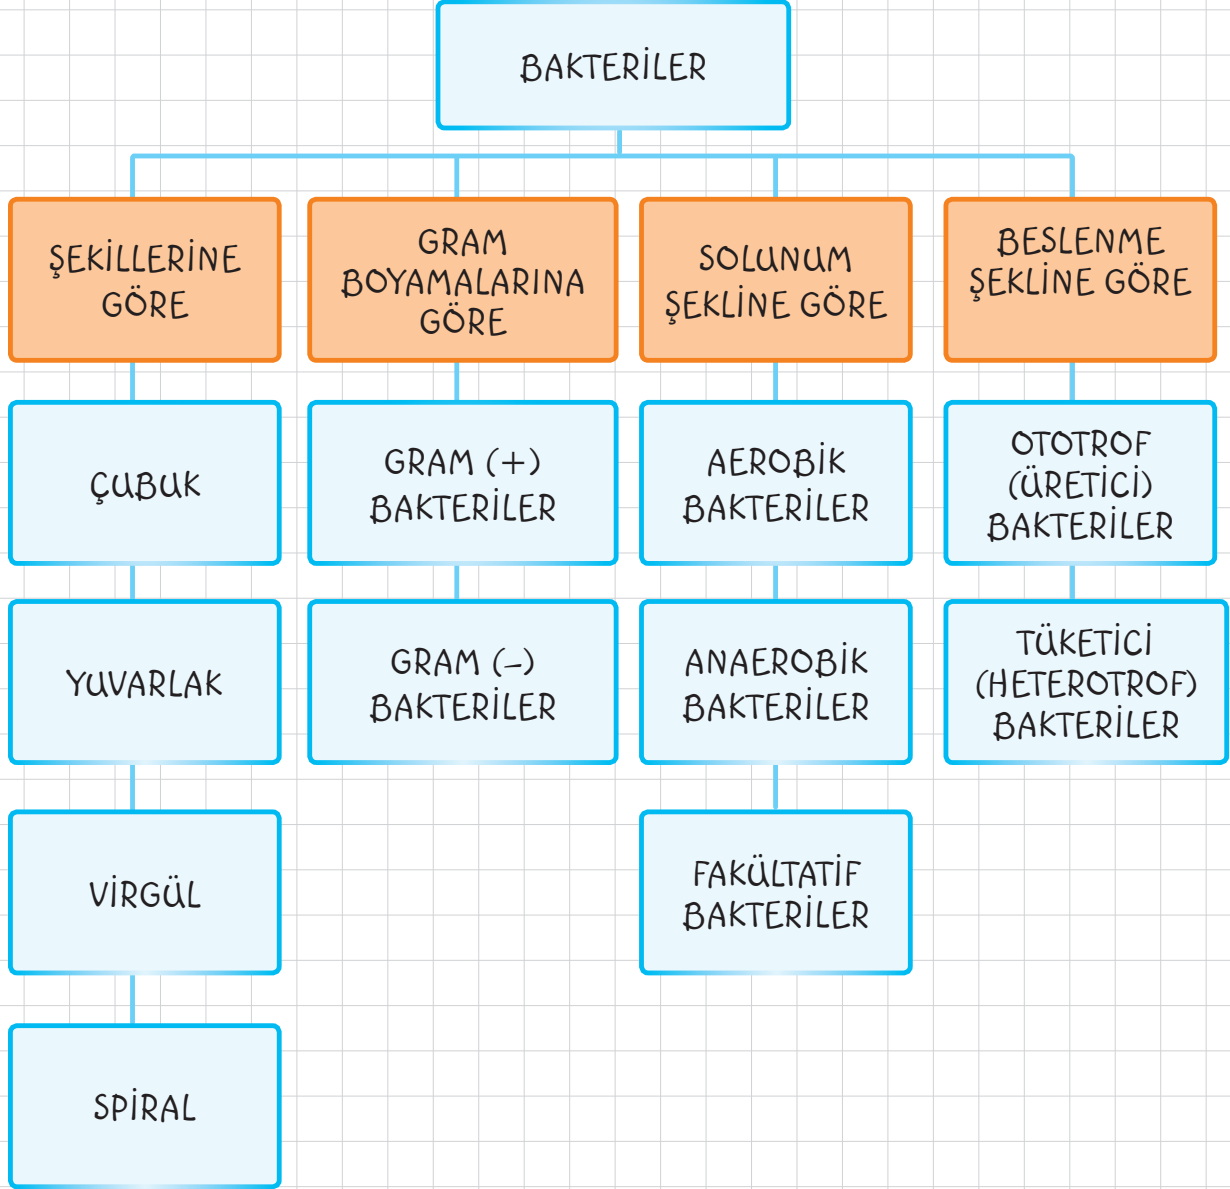 BAKTERİLER
ŞEKİLLERİNE
GÖRE
ÇUBUK
YUVARLAK
VİRGÜL
SPİRAL
GRAM
BOYAMALARINA
GÖRE
GRAM (+)
BAKTERİLER
GRAM (-)
BAKTERİLER
SOLUNUM
ŞEKLİNE GÖRE
AEROBİK
BAKTERİLER
ANAEROBİK
BAKTERİLER
FAKÜLTATİF
BAKTERİLER
BESLENME
ŞEKLİNE GÖRE
OTOTROF
(ÜRETİCİ)
BAKTERİLER
TÜKETİCİ
(HETEROTROF)
BAKTERİLER